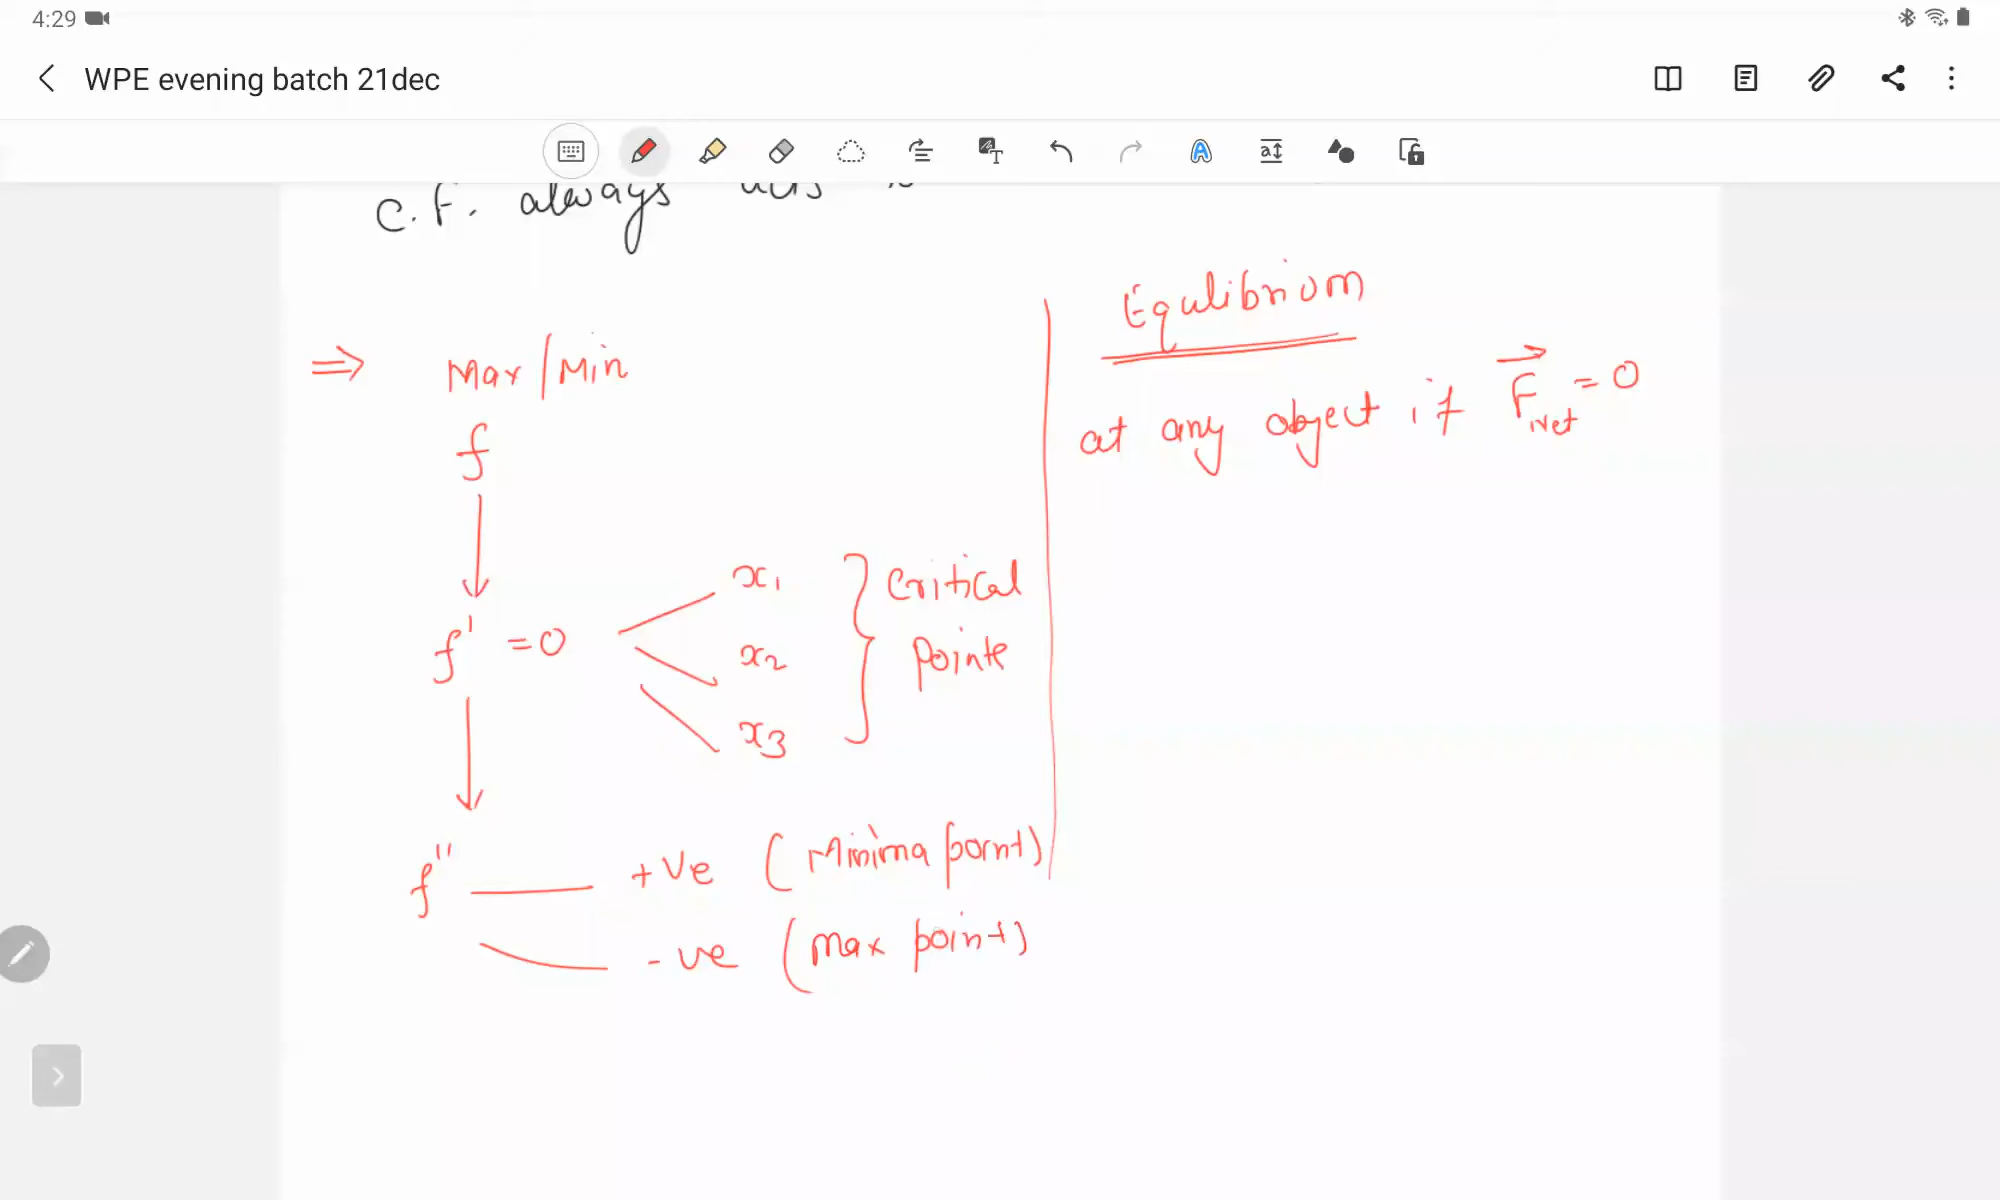 4:29
WPE evening batch 21dec
C.F. always acts
⇒ Max/Min
f
f' = 0
x1
x2
x3
Critical
Points
f'' +ve (Minima point)
-ve (max point)
Equlibrium
at any object if F⃗net = 0